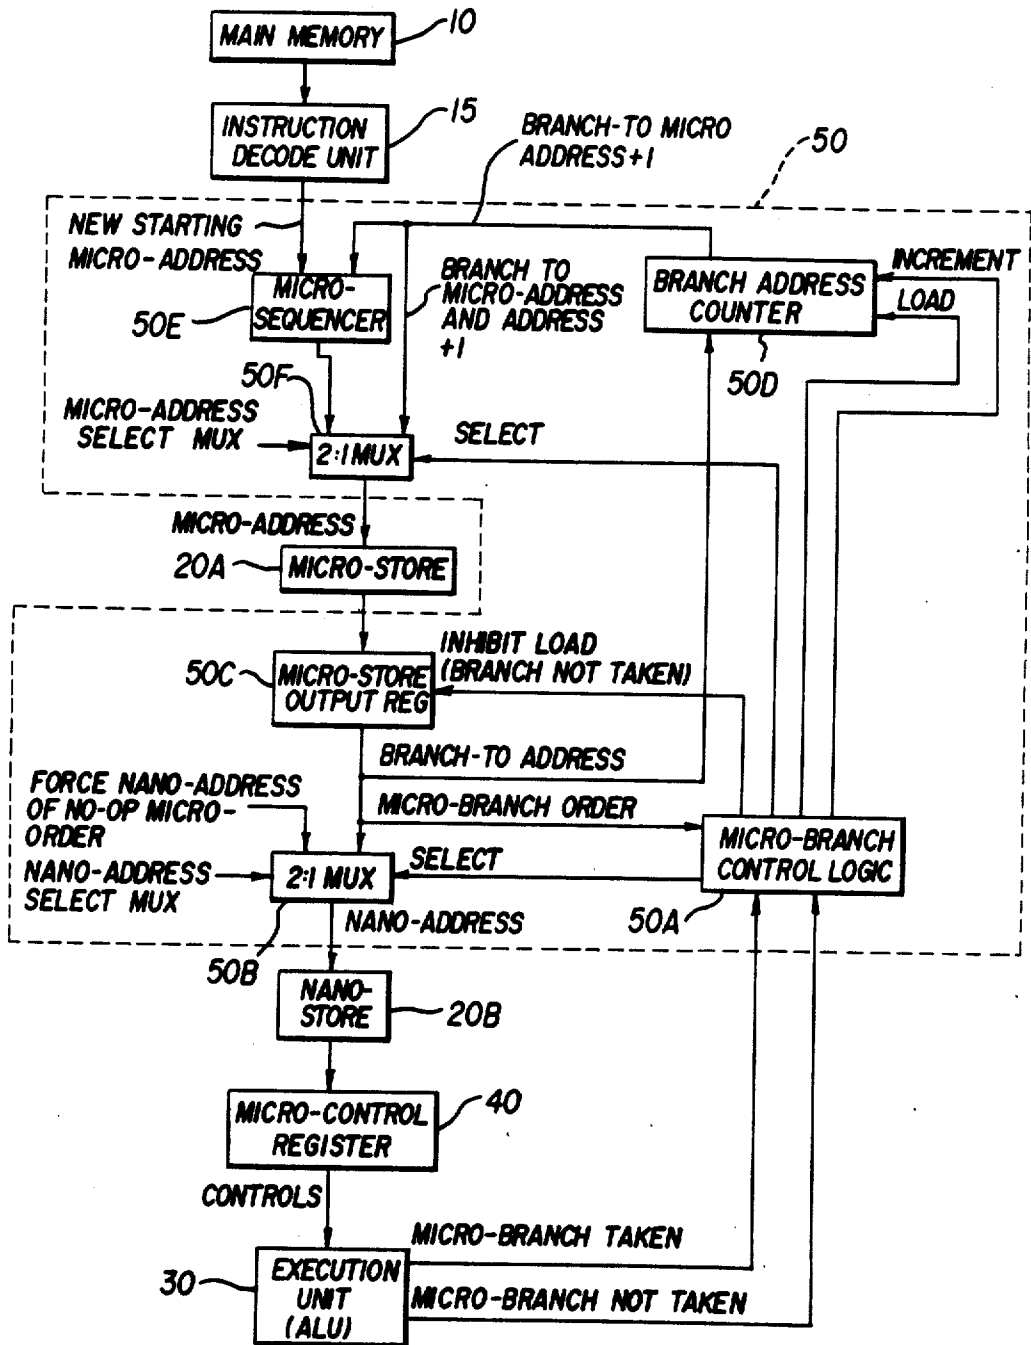 MAIN MEMORY
10
INSTRUCTION
DECODE UNIT
15
BRANCH-TO MICRO
ADDRESS+1
50
NEW STARTING
MICRO-ADDRESS
MICRO-
SEQUENCER
50E
BRANCH TO
MICRO-ADDRESS
AND ADDRESS
+1
BRANCH ADDRESS
COUNTER
50D
INCREMENT
LOAD
50F
MICRO-ADDRESS
SELECT MUX
2:1 MUX
SELECT
MICRO-ADDRESS
20A
MICRO-STORE
50C
MICRO-STORE
OUTPUT REG
INHIBIT LOAD
(BRANCH NOT TAKEN)
BRANCH-TO ADDRESS
FORCE NANO-ADDRESS
OF NO-OP MICRO-
ORDER
MICRO-BRANCH ORDER
NANO-ADDRESS
SELECT MUX
2:1 MUX
SELECT
MICRO-BRANCH
CONTROL LOGIC
50A
NANO-ADDRESS
50B
NANO-
STORE
20B
MICRO-CONTROL
REGISTER
40
CONTROLS
MICRO-BRANCH TAKEN
30
EXECUTION
UNIT
(ALU)
MICRO-BRANCH NOT TAKEN